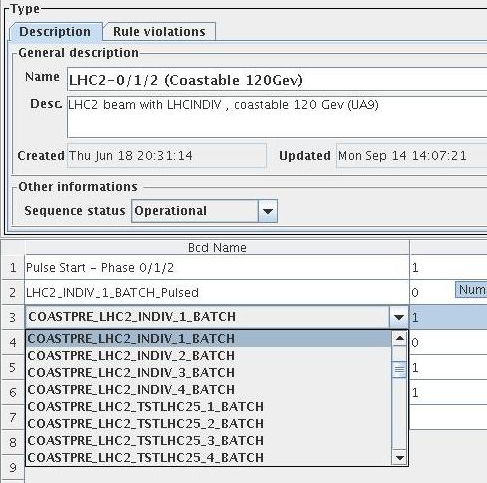 Type
Description Rule violations
General description
Name LHC2-0/1/2 (Coastable 120Gev)
Desc. LHC2 beam with LHCINDIV , coastable 120 Gev (UA9)
Created Thu Jun 18 20:31:14 Updated Mon Sep 14 14:07:21
Other informations
Sequence status Operational
Bcd Name
1 Pulse Start - Phase 0/1/2 1
2 LHC2_INDIV_1_BATCH_Pulsed 0 Num
3 COASTPRE_LHC2_INDIV_1_BATCH 1
4 COASTPRE_LHC2_INDIV_1_BATCH 0
COASTPRE_LHC2_INDIV_2_BATCH
5 COASTPRE_LHC2_INDIV_3_BATCH 1
6 COASTPRE_LHC2_INDIV_4_BATCH 1
7 COASTPRE_LHC2_TSTLHC25_1_BATCH
COASTPRE_LHC2_TSTLHC25_2_BATCH
8 COASTPRE_LHC2_TSTLHC25_3_BATCH
9 COASTPRE_LHC2_TSTLHC25_4_BATCH